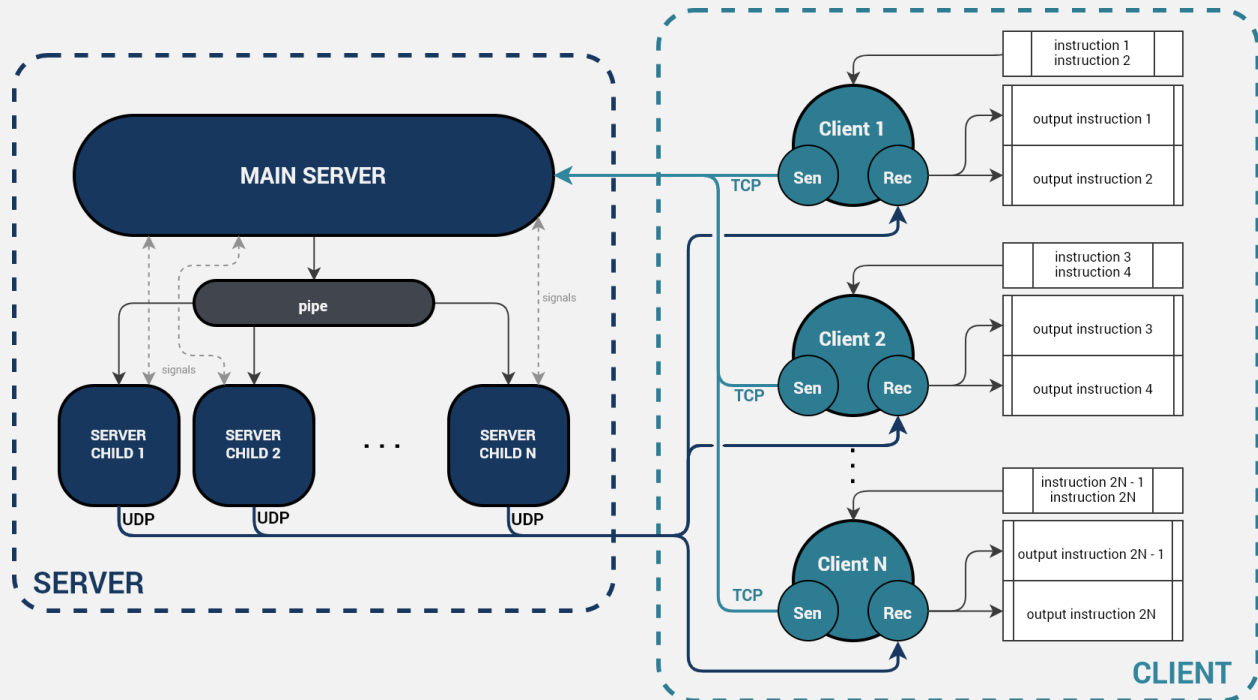 MAIN SERVER
pipe
signals
signals
SERVER
CHILD 1
SERVER
CHILD 2
. . .
SERVER
CHILD N
UDP
UDP
UDP
SERVER
instruction 1
instruction 2
Client 1
Sen
Rec
TCP
output instruction 1
output instruction 2
instruction 3
instruction 4
Client 2
Sen
Rec
TCP
output instruction 3
output instruction 4
instruction 2N - 1
instruction 2N
Client N
Sen
Rec
TCP
output instruction 2N - 1
output instruction 2N
CLIENT